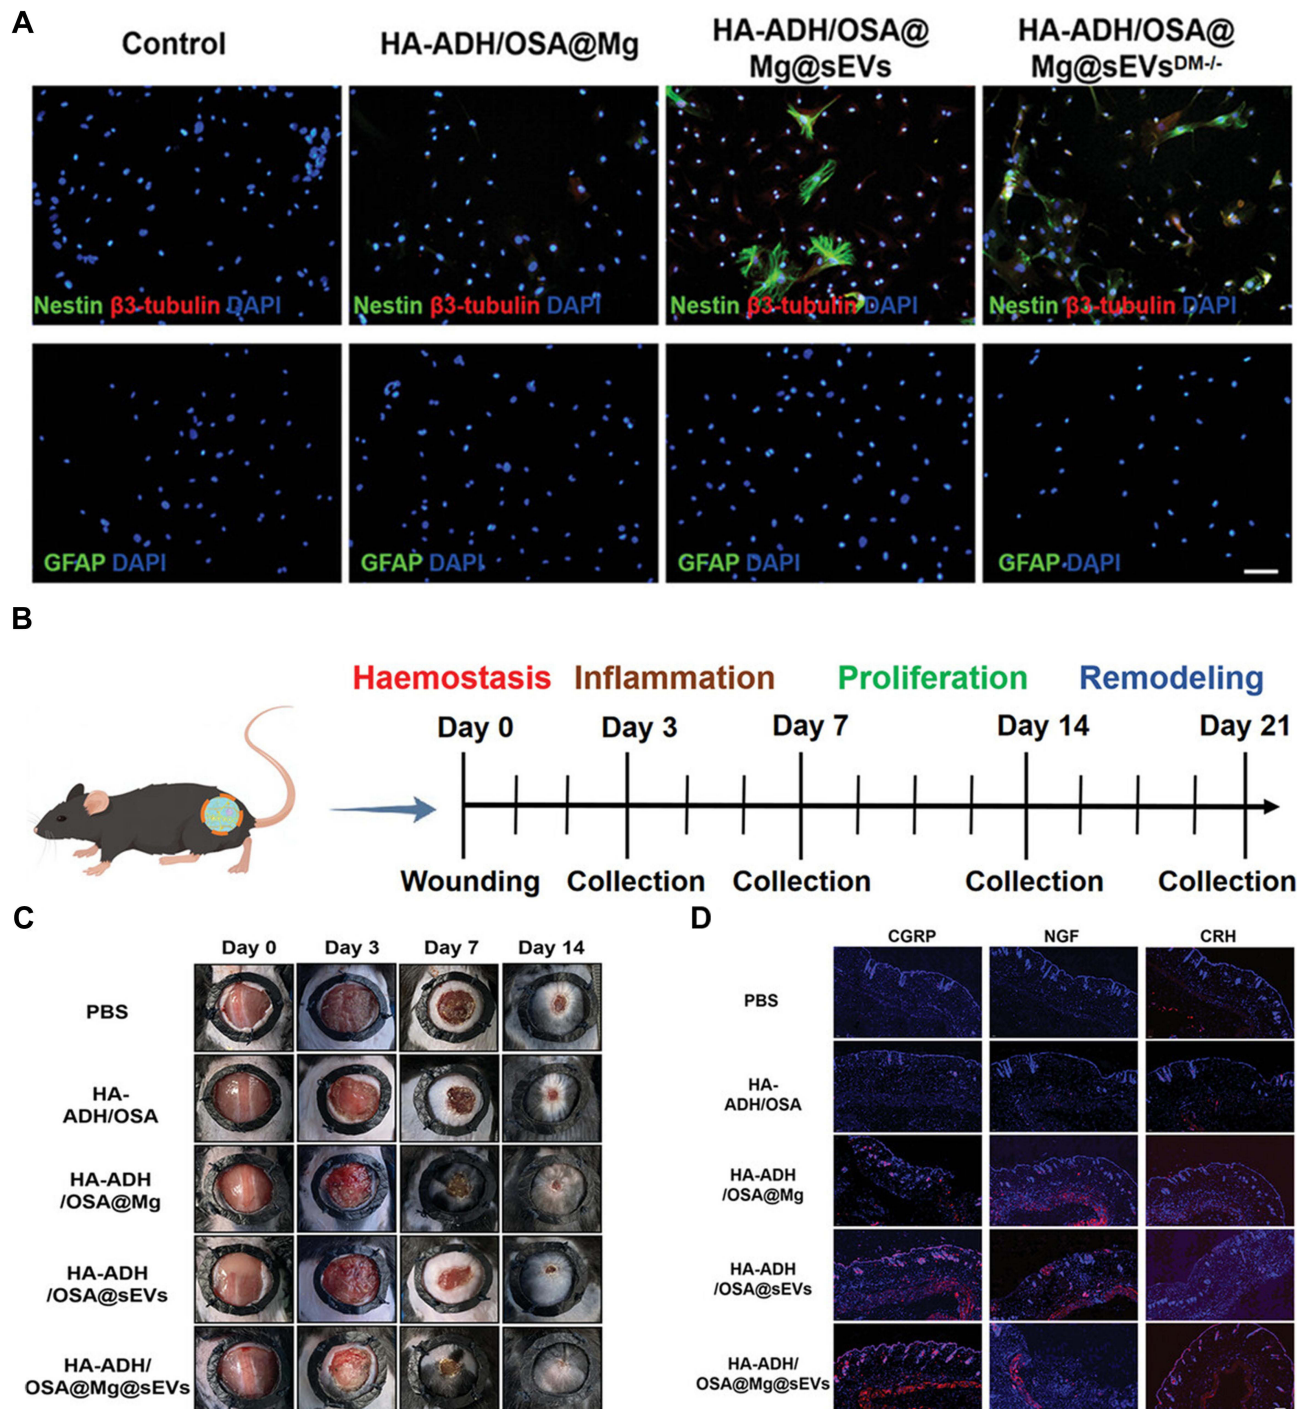 A
Control
HA-ADH/OSA@Mg
HA-ADH/OSA@
Mg@sEVs
HA-ADH/OSA@
Mg@sEVsDM-/-
Nestin β3-tubulin DAPI
Nestin β3-tubulin DAPI
Nestin β3-tubulin DAPI
Nestin β3-tubulin DAPI
GFAP DAPI
GFAP DAPI
GFAP DAPI
GFAP DAPI
B
Haemostasis
Inflammation
Proliferation
Remodeling
Day 0
Day 3
Day 7
Day 14
Day 21
Wounding
Collection
Collection
Collection
Collection
C
Day 0
Day 3
Day 7
Day 14
PBS
HA-
ADH/OSA
HA-ADH
/OSA@Mg
HA-ADH
/OSA@sEVs
HA-ADH/
OSA@Mg@sEVs
D
CGRP
NGF
CRH
PBS
HA-
ADH/OSA
HA-ADH
/OSA@Mg
HA-ADH
/OSA@sEVs
HA-ADH/
OSA@Mg@sEVs